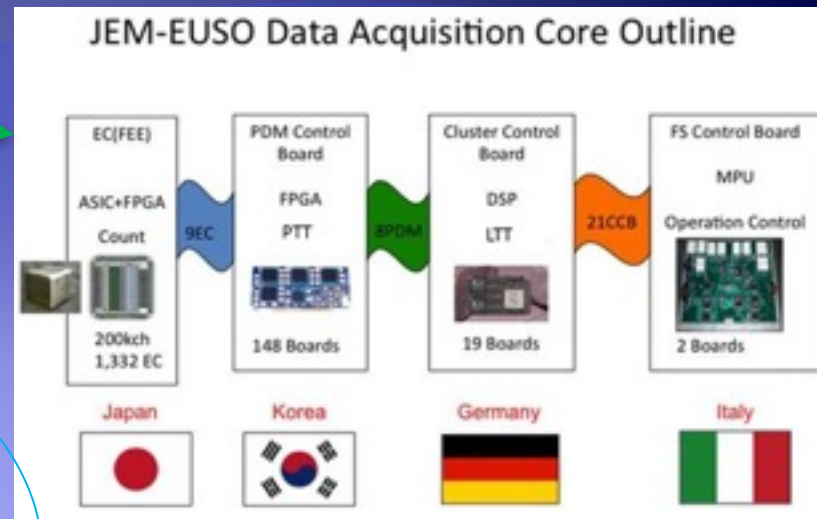 JEM-EUSO Data Acquisition Core Outline
EC(FEE)
ASIC+FPGA
Count
200kch
1,332 EC
9EC
PDM Control
Board
FPGA
PTT
148 Boards
8PDM
Cluster Control
Board
DSP
LTT
19 Boards
21CCB
FS Control Board
MPU
Operation Control
2 Boards
Japan
Korea
Germany
Italy